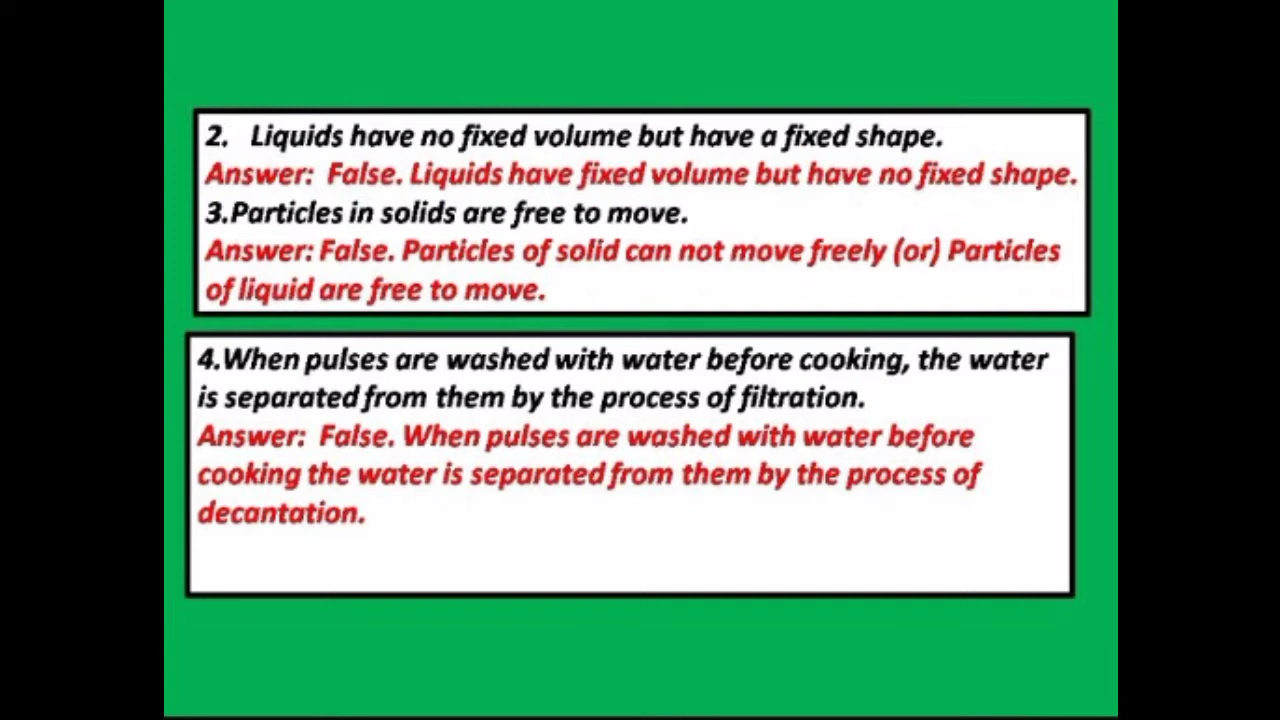 2. Liquids have no fixed volume but have a fixed shape.
Answer: False. Liquids have fixed volume but have no fixed shape.
3.Particles in solids are free to move.
Answer: False. Particles of solid can not move freely (or) Particles
of liquid are free to move.
4.When pulses are washed with water before cooking, the water
is separated from them by the process of filtration.
Answer: False. When pulses are washed with water before
cooking the water is separated from them by the process of
decantation.